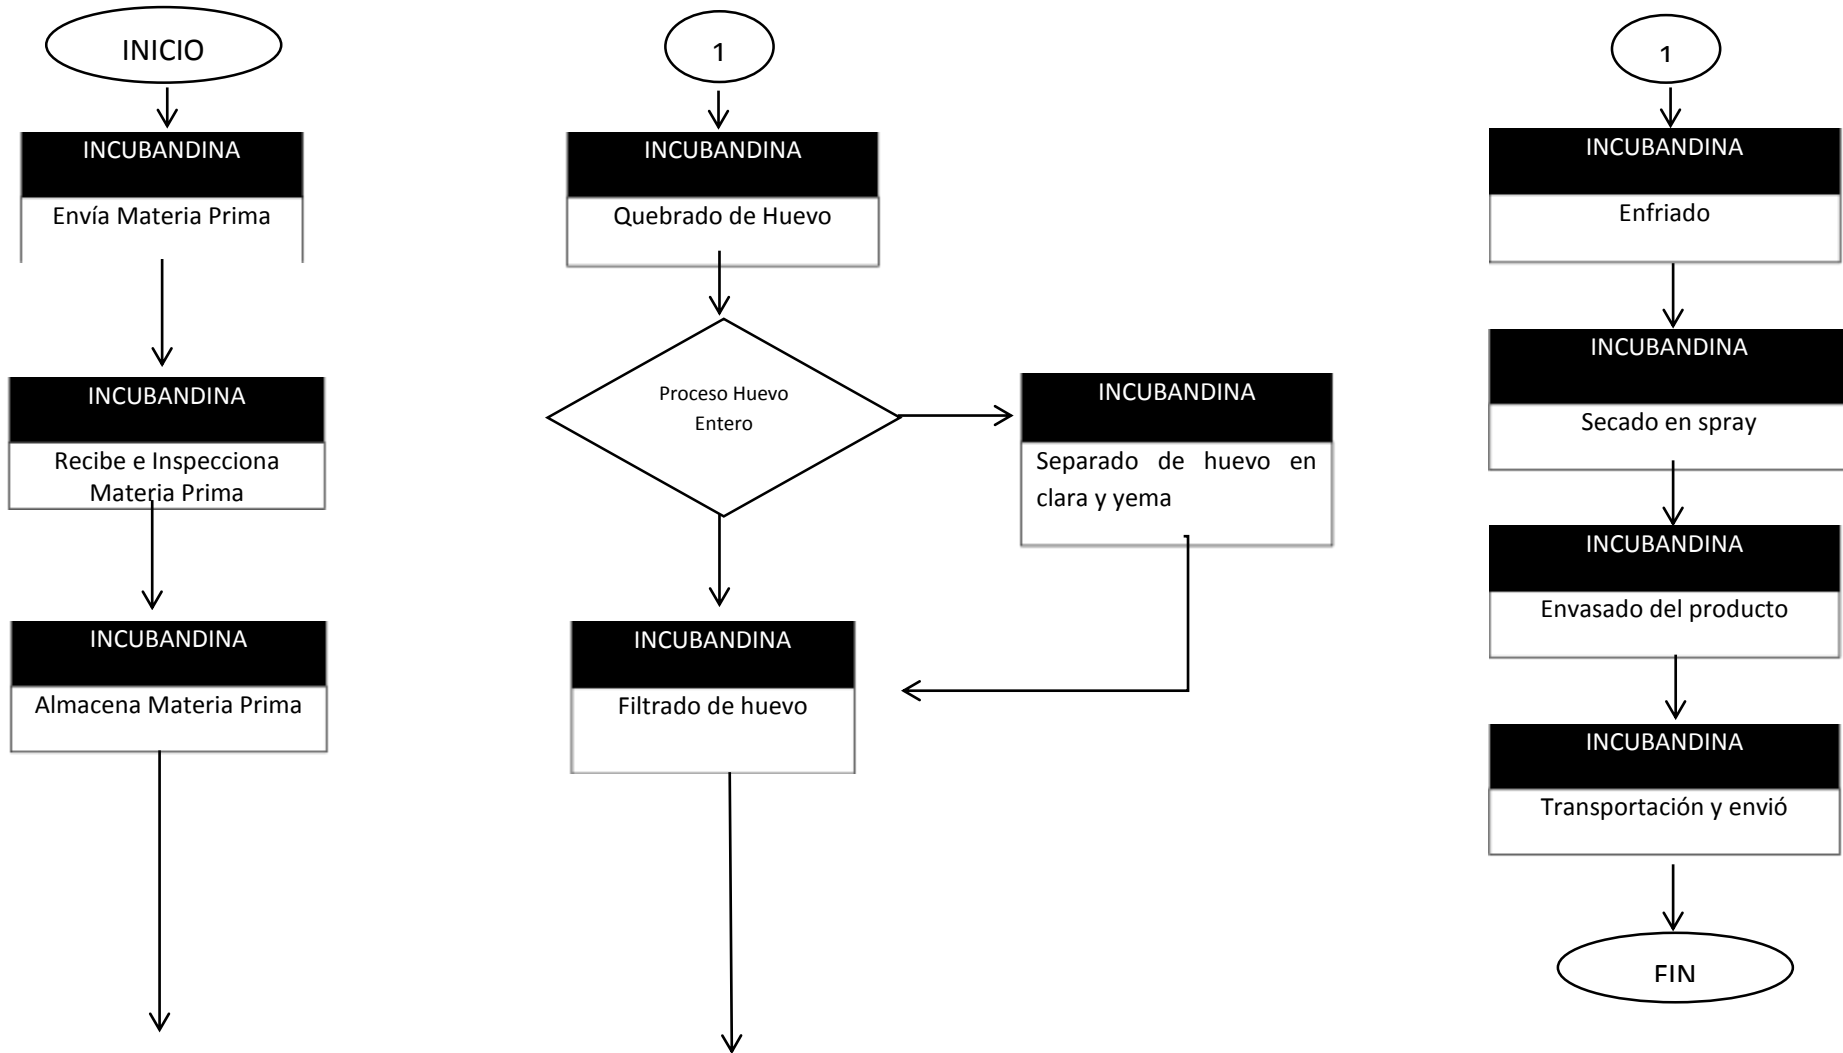 INICIO
INCUBANDINA
Envía Materia Prima
INCUBANDINA
Recibe e Inspecciona
Materia Prima
INCUBANDINA
Almacena Materia Prima
1
INCUBANDINA
Quebrado de Huevo
Proceso Huevo
Entero
INCUBANDINA
Separado de huevo en
clara y yema
INCUBANDINA
Filtrado de huevo
1
INCUBANDINA
Enfriado
INCUBANDINA
Secado en spray
INCUBANDINA
Envasado del producto
INCUBANDINA
Transportación y envió
FIN